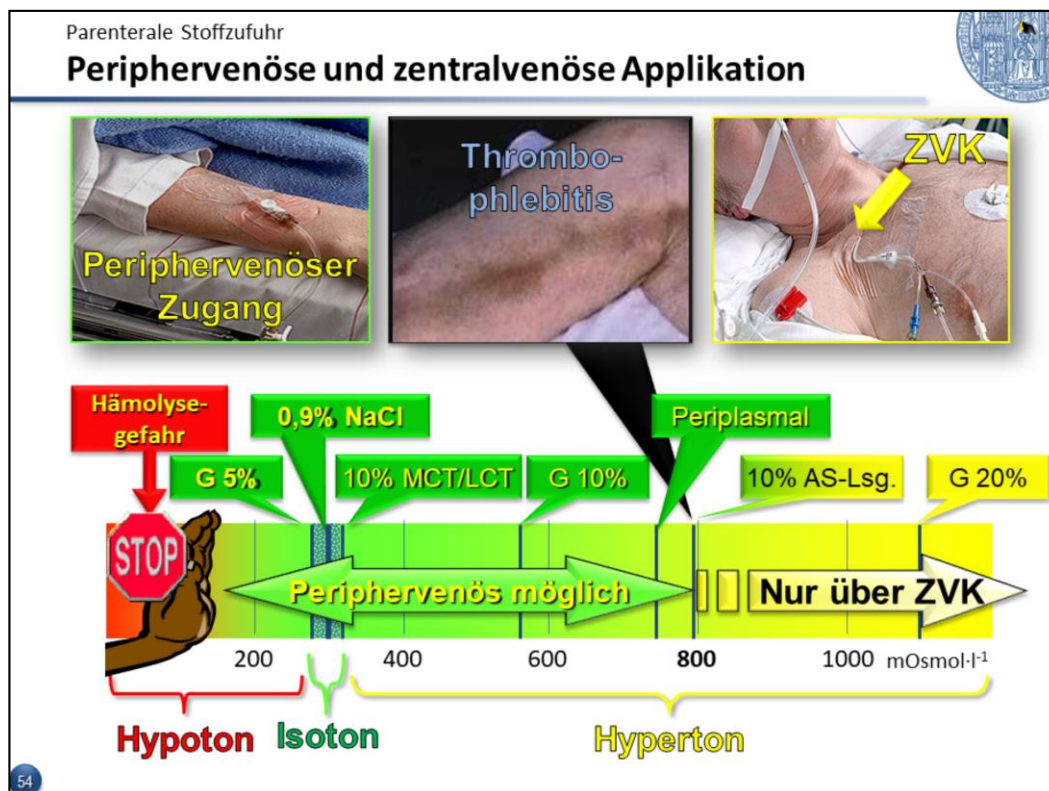 Parenterale Stoffzufuhr
Periphervenöse und zentralvenöse Applikation
Periphervenöser
Zugang
Thrombo-
phlebitis
ZVK
Hämolyse-
gefahr
0,9% NaCl
Periplasmal
G 5%
10% MCT/LCT
G 10%
10% AS-Lsg.
G 20%
STOP
Periphervenös möglich
Nur über ZVK
200
400
600
800
1000
mOsmol·l-1
Hypoton
Isoton
Hyperton
54